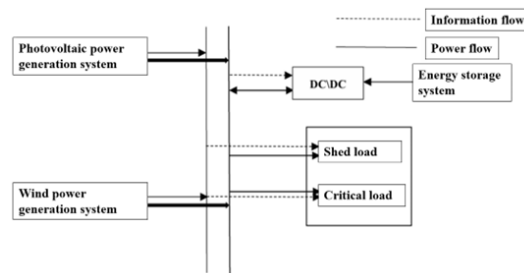 Information flow
Photovoltaic power
generation system
Power flow
DC\DC
Energy storage
system
Shed load
Wind power
generation system
Critical load